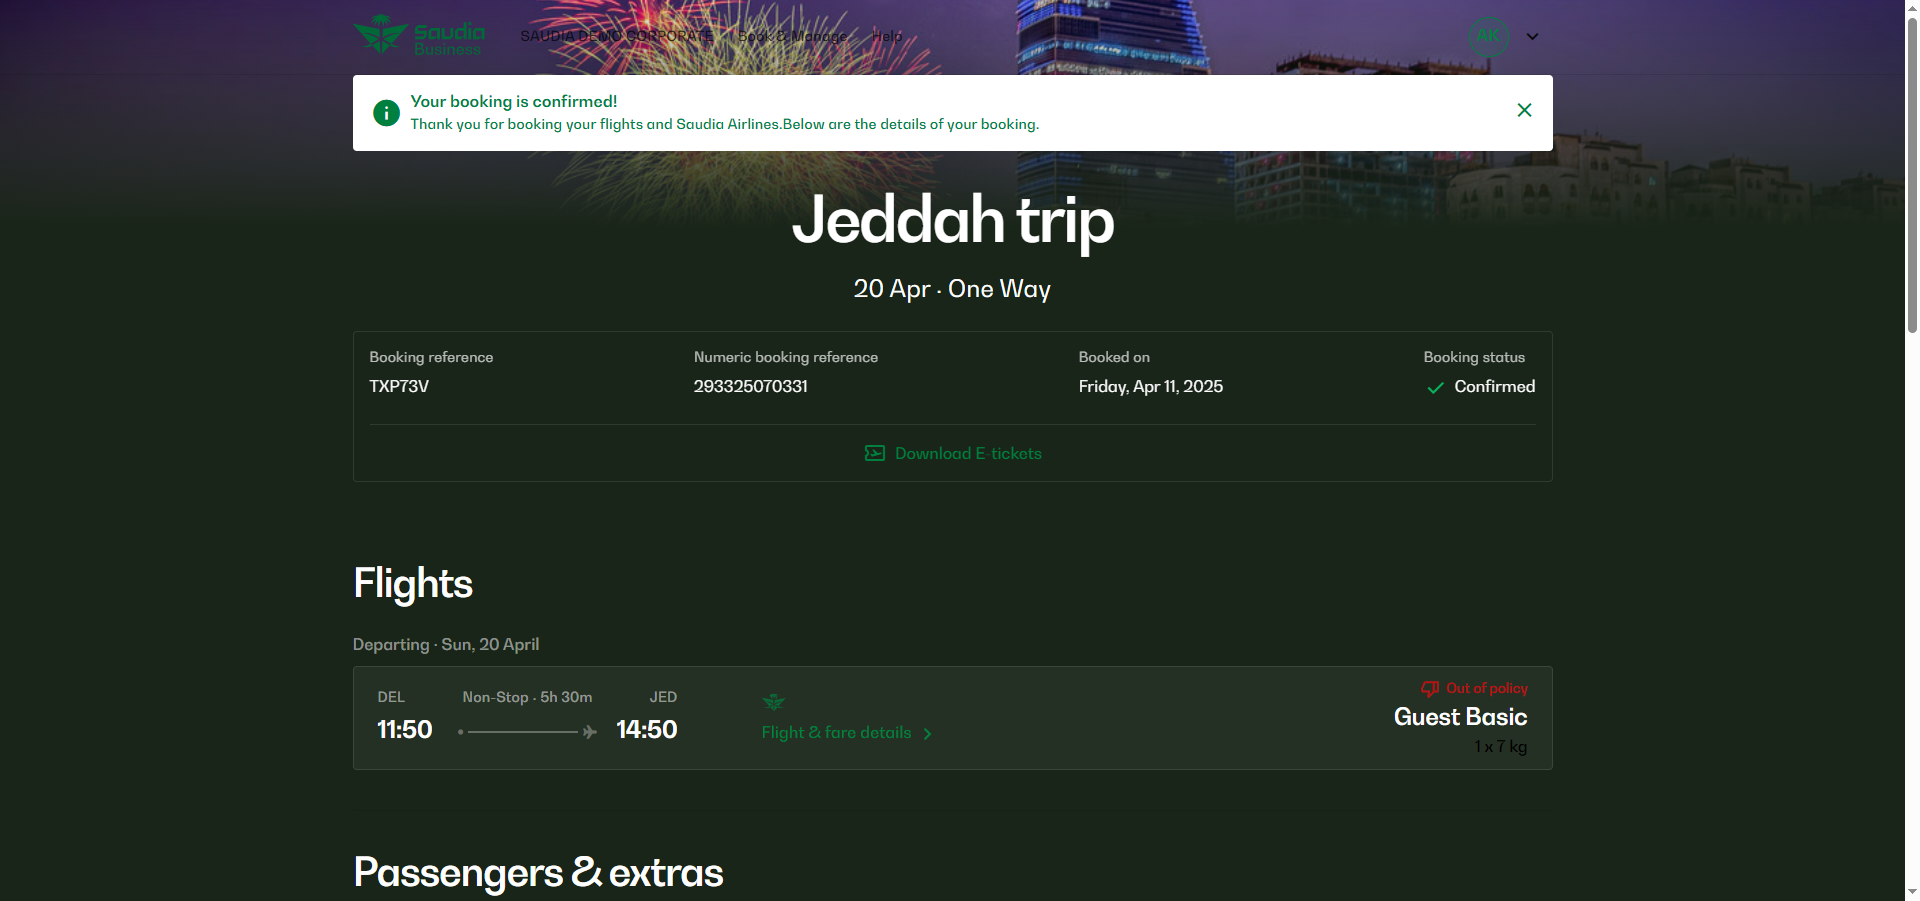 Saudia
Business
SAUDIA DEMO CORPORATE
Book & Manage
Help
AK
Your booking is confirmed!
Thank you for booking your flights and Saudia Airlines.Below are the details of your booking.
Jeddah trip
20 Apr · One Way
Booking reference
TXP73V
Numeric booking reference
293325070331
Booked on
Friday, Apr 11, 2025
Booking status
Confirmed
Download E-tickets
Flights
Departing · Sun, 20 April
DEL
11:50
Non-Stop · 5h 30m
JED
14:50
Flight & fare details
Out of policy
Guest Basic
1 x 7 kg
Passengers & extras